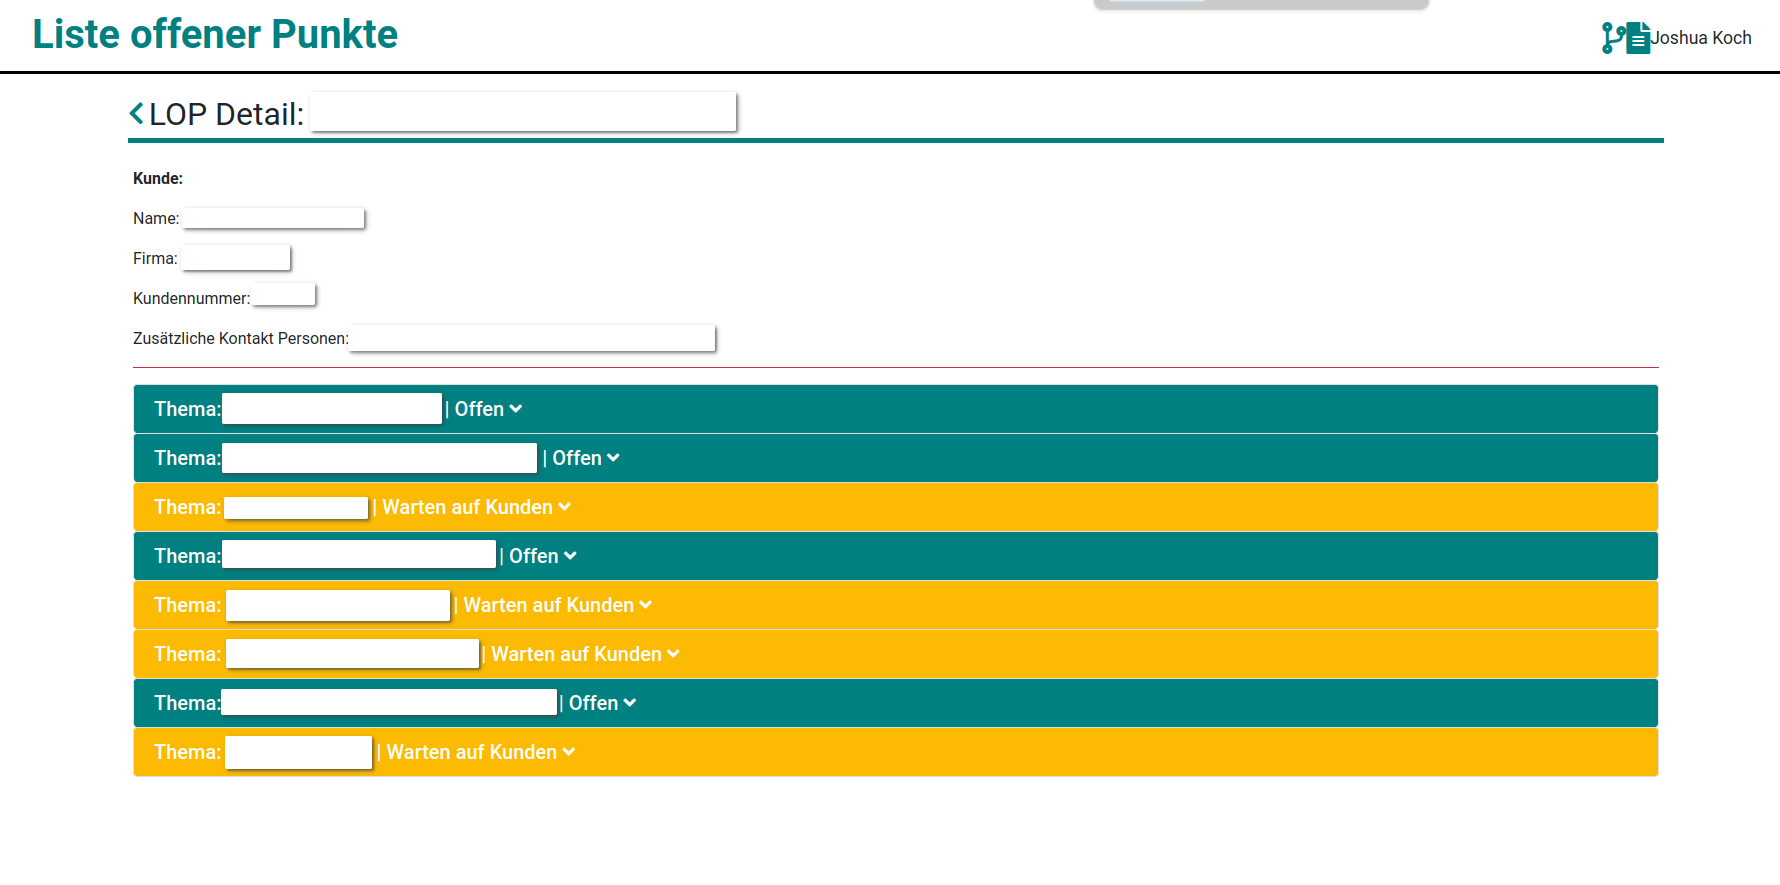 Liste offener Punkte
Joshua Koch
LOP Detail:
Kunde:
Name:
Firma:
Kundennummer:
Zusätzliche Kontakt Personen:
Thema: | Offen
Thema: | Offen
Thema: | Warten auf Kunden
Thema: | Offen
Thema: | Warten auf Kunden
Thema: | Warten auf Kunden
Thema: | Offen
Thema: | Warten auf Kunden